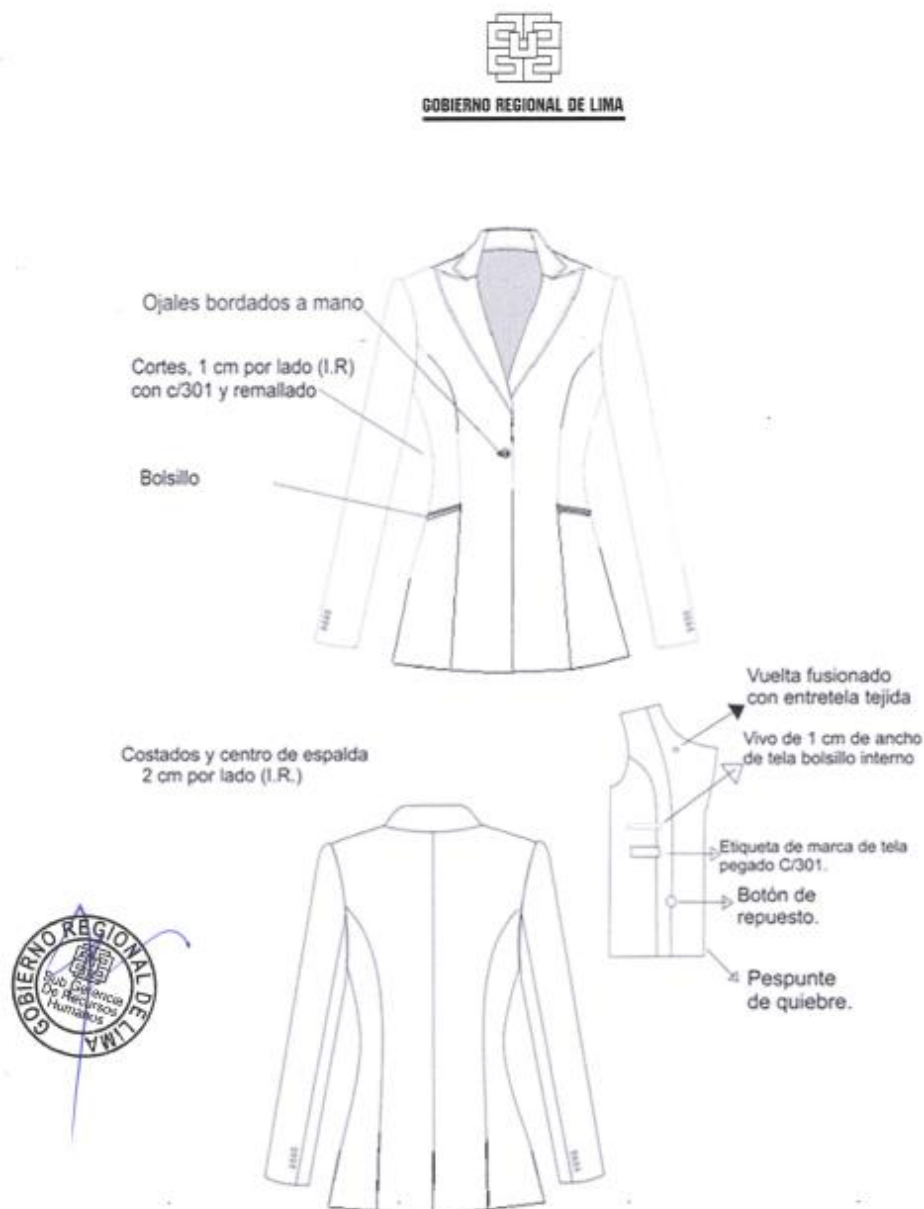 GOBIERNO REGIONAL DE LIMA
Ojales bordados a mano
Cortes, 1 cm por lado (I.R)
con c/301 y remallado
Bolsillo
Vuelta fusionado
con entretela tejida
Vivo de 1 cm de ancho
de tela bolsillo interno
Costados y centro de espalda
2 cm por lado (I.R.)
Etiqueta de marca de tela
pegado C/301.
Botón de
repuesto.
Pespunte
de quiebre.
GOBIERNO REGIONAL DE LIMA
Sub Gerencia
De Recursos
Humanos